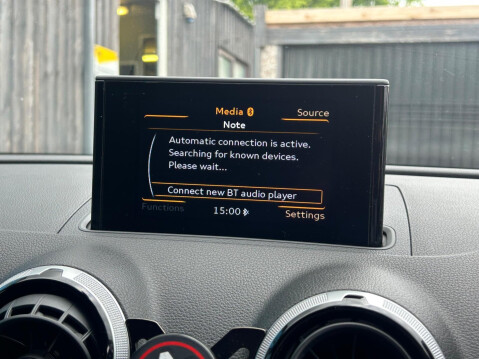 Media
Source
Note
Automatic connection is active.
Searching for known devices.
Please wait...
Connect new BT audio player
Functions
15:00
Settings